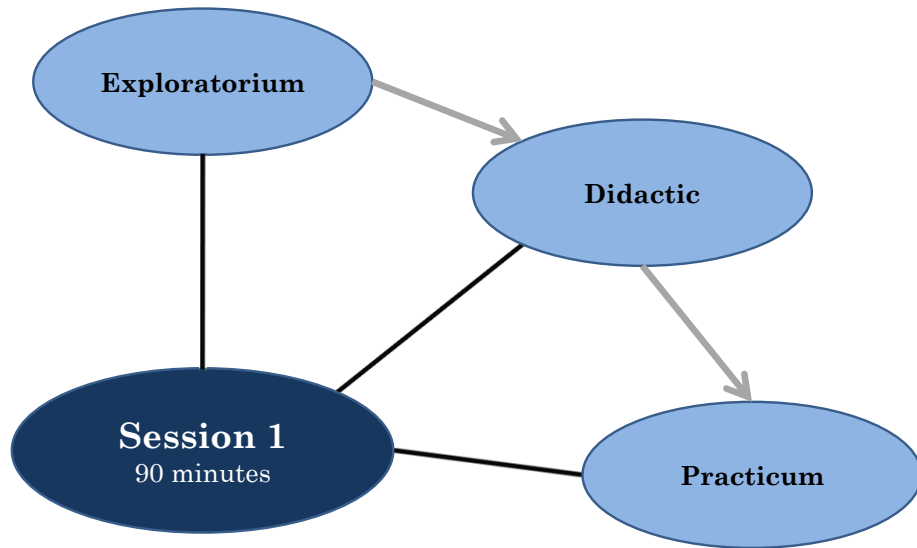 Exploratorium
Didactic
Session 1
90 minutes
Practicum